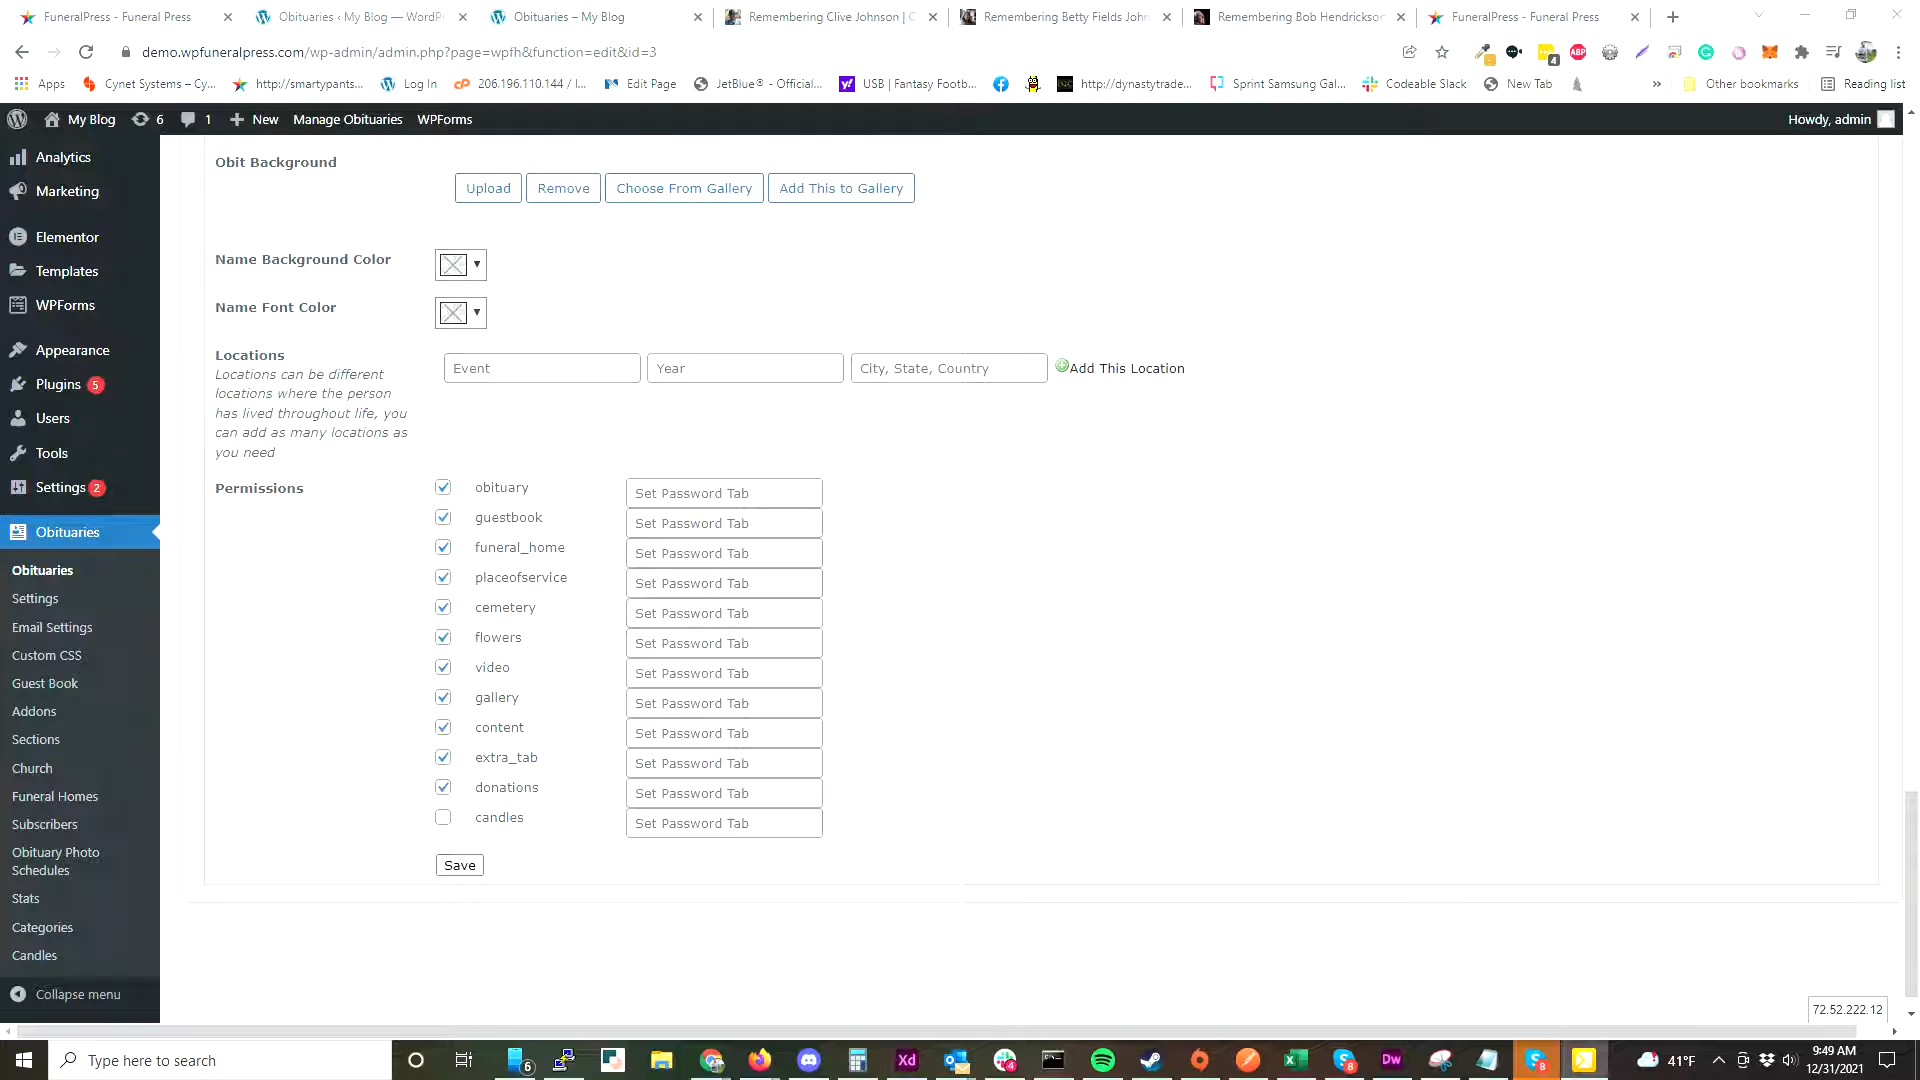 FuneralPress - Funeral Press
Obituaries ‹ My Blog — WordP
Obituaries – My Blog
Remembering Clive Johnson | C
Remembering Betty Fields John
Remembering Bob Hendrickson
FuneralPress - Funeral Press
demo.wpfuneralpress.com/wp-admin/admin.php?page=wpfh&function=edit&id=3
ABP
4
Apps
Cynet Systems – Cy...
http://smartypants...
Log In
206.196.110.144 / l...
Edit Page
JetBlue® - Official...
USB | Fantasy Footb...
http://dynastytrade...
Sprint Samsung Gal...
Codeable Slack
New Tab
»
Other bookmarks
Reading list
My Blog
6
1
New
Manage Obituaries
WPForms
Howdy, admin
Analytics
Marketing
Elementor
Templates
WPForms
Appearance
Plugins 5
Users
Tools
Settings 2
Obituaries
Obituaries
Settings
Email Settings
Custom CSS
Guest Book
Addons
Sections
Church
Funeral Homes
Subscribers
Obituary Photo
Schedules
Stats
Categories
Candles
Collapse menu
Obit Background
Upload
Remove
Choose From Gallery
Add This to Gallery
Name Background Color
Name Font Color
Locations
Locations can be different
locations where the person
has lived throughout life, you
can add as many locations as
you need
Event
Year
City, State, Country
Add This Location
Permissions
obituary Set Password Tab
guestbook Set Password Tab
funeral_home Set Password Tab
placeofservice Set Password Tab
cemetery Set Password Tab
flowers Set Password Tab
video Set Password Tab
gallery Set Password Tab
content Set Password Tab
extra_tab Set Password Tab
donations Set Password Tab
candles Set Password Tab
Save
72.52.222.12
Type here to search
6
Xd
4
8
Dw
8
41°F
9:49 AM
12/31/2021